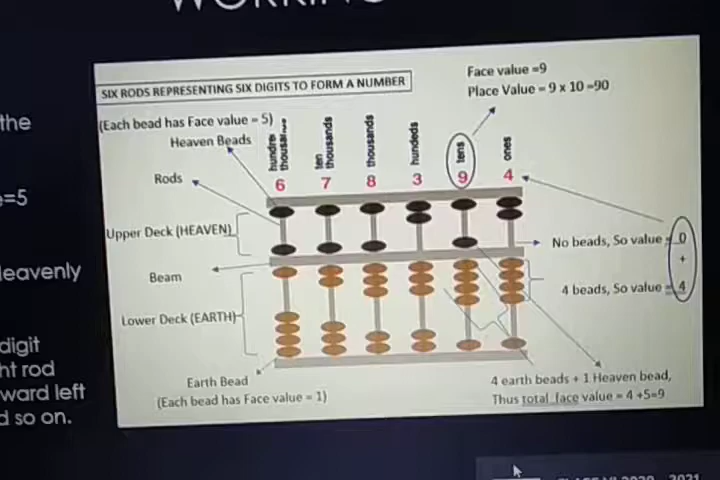 WORKING
SIX RODS REPRESENTING SIX DIGITS TO FORM A NUMBER
Face value =9
Place Value = 9 x 10 =90
(Each bead has Face value = 5)
Heaven Beads
ten thousands
thousands
hundeds
tens
ones
Rods
6 7 8 3 9 4
Upper Deck (HEAVEN)
No beads, So value = 0
+
Beam
4 beads, So value = 4
Lower Deck (EARTH)
Earth Bead
(Each bead has Face value = 1)
4 earth beads + 1 Heaven bead,
Thus total face value = 4 +5=9
the
=5
digit
ward left
so on.
2021